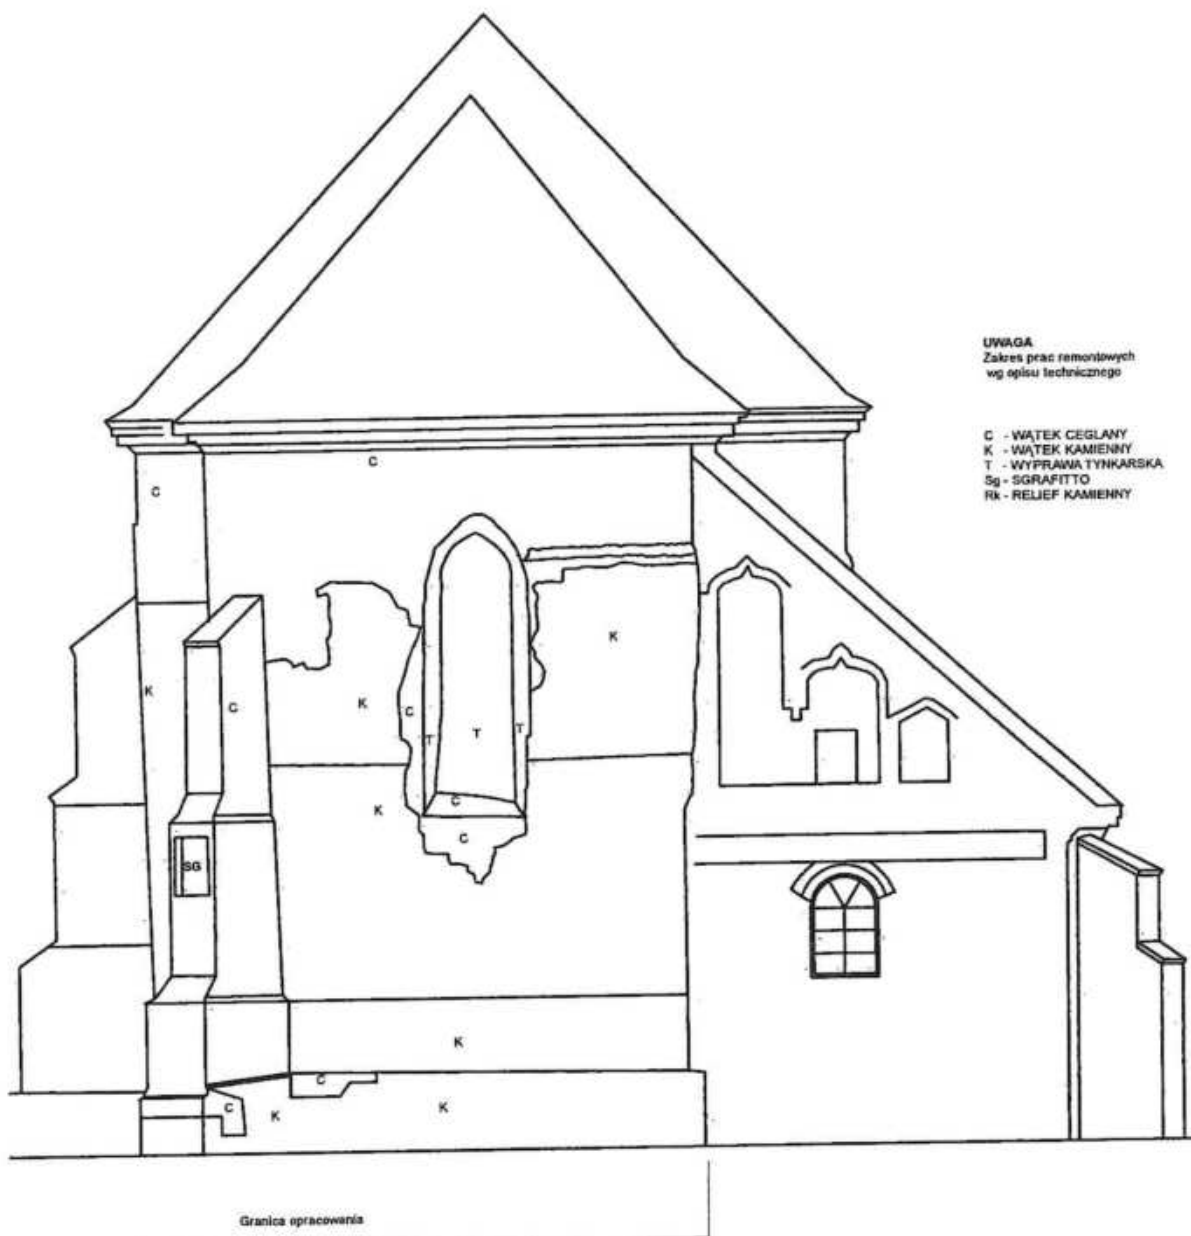 UWAGA
Zakres prac remontowych
wg opisu technicznego
C - WĄTEK CEGLANY
K - WĄTEK KAMIENNY
T - WYPRAWA TYNKARSKA
Sg - SGRAFITTO
Rk - RELIEF KAMIENNY
C
C
K
K
C
K
C
T
T
T
C
K
C
SG
K
C
C
K
K
Granica opracowania